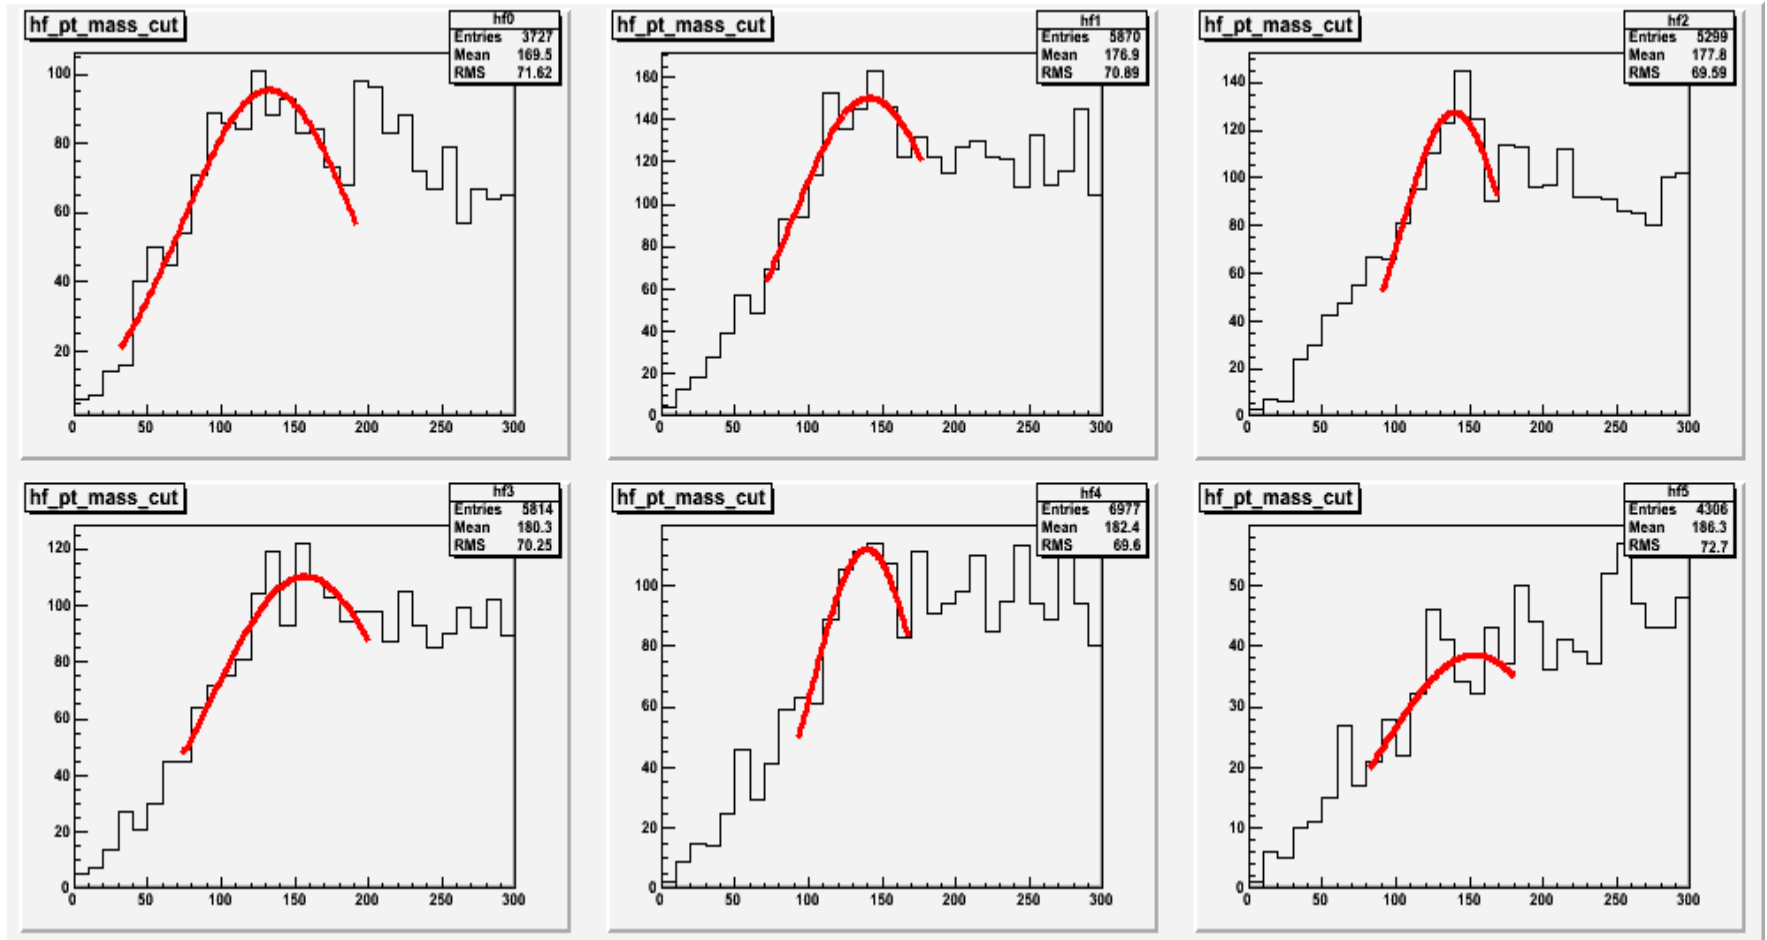 hf_pt_mass_cut
hf0
Entries 3727
Mean 169.5
RMS 71.62
100
80
60
40
20
0 50 100 150 200 250 300
hf_pt_mass_cut
hf1
Entries 5870
Mean 176.9
RMS 70.89
160
140
120
100
80
60
40
20
0
0 50 100 150 200 250 300
hf_pt_mass_cut
hf2
Entries 5299
Mean 177.8
RMS 69.59
140
120
100
80
60
40
20
0
0 50 100 150 200 250 300
hf_pt_mass_cut
hf3
Entries 5814
Mean 180.3
RMS 70.25
120
100
80
60
40
20
0
0 50 100 150 200 250 300
hf_pt_mass_cut
hf4
Entries 6977
Mean 182.4
RMS 69.6
100
80
60
40
20
0
0 50 100 150 200 250 300
hf_pt_mass_cut
hf5
Entries 4306
Mean 186.3
RMS 72.7
50
40
30
20
10
0
0 50 100 150 200 250 300